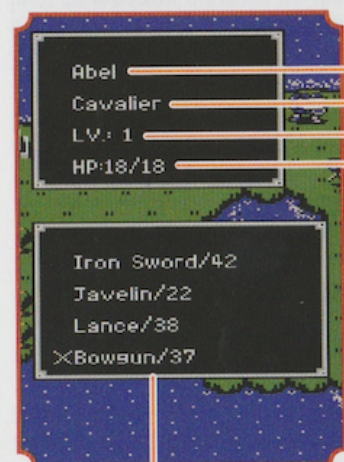 Abel
Cavalier
LV.: 1
HP:18/18
Iron Sword/42
Javelin/22
Lance/38
×Bowgun/37